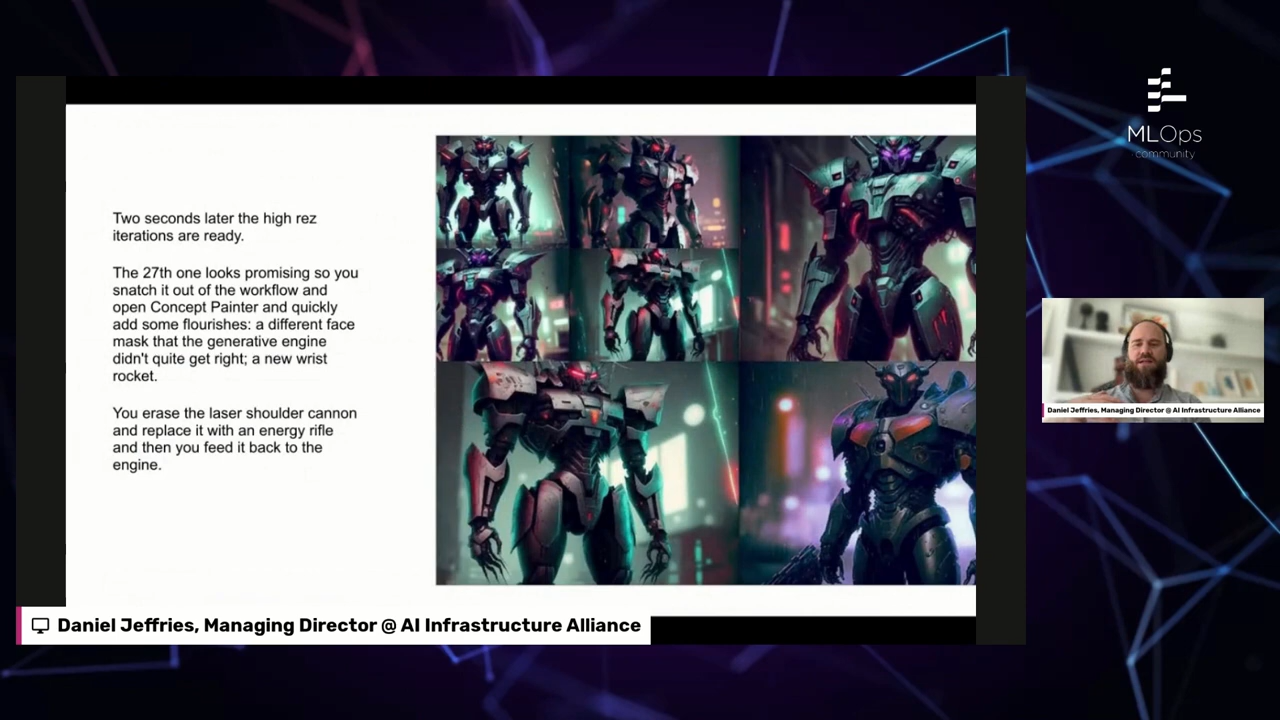 Two seconds later the high rez
iterations are ready.
The 27th one looks promising so you
snatch it out of the workflow and
open Concept Painter and quickly
add some flourishes: a different face
mask that the generative engine
didn't quite get right; a new wrist
rocket.
You erase the laser shoulder cannon
and replace it with an energy rifle
and then you feed it back to the
engine.
Daniel Jeffries, Managing Director @ AI Infrastructure Alliance
MLOps
community
Daniel Jeffries, Managing Director @ AI Infrastructure Alliance